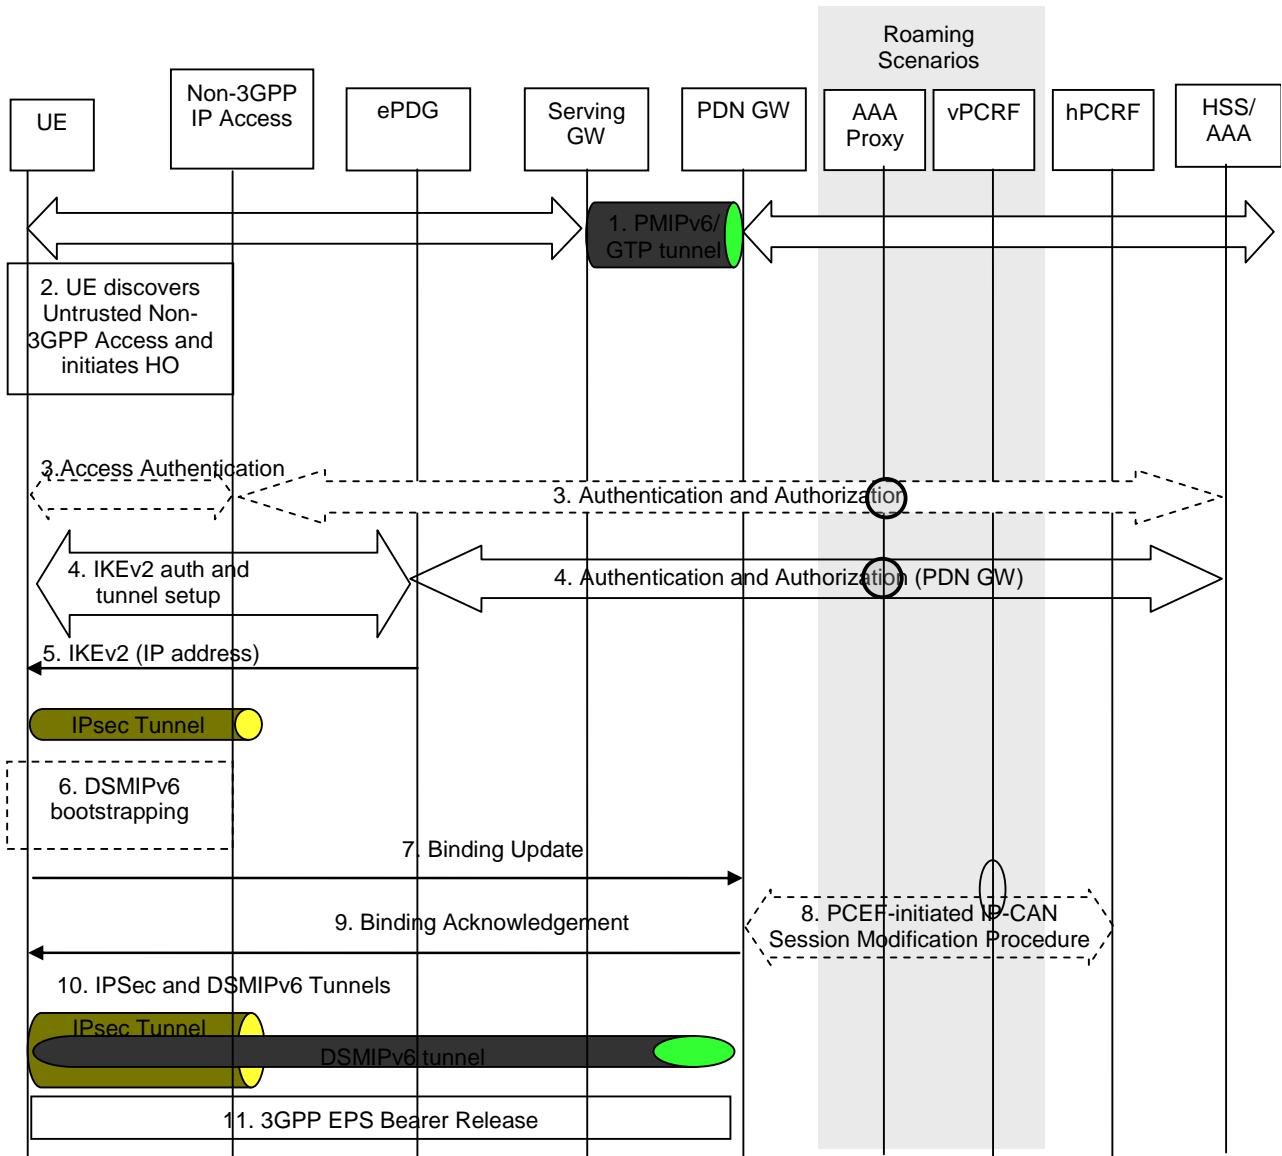 Roaming
Scenarios
UE
Non-3GPP
IP Access
ePDG
Serving
GW
PDN GW
AAA
Proxy
vPCRF
hPCRF
HSS/
AAA
1. PMIPv6/
GTP tunnel
2. UE discovers
Untrusted Non-
3GPP Access and
initiates HO
3.Access Authentication
3. Authentication and Authorization
4. IKEv2 auth and
tunnel setup
4. Authentication and Authorization (PDN GW)
5. IKEv2 (IP address)
IPsec Tunnel
6. DSMIPv6
bootstrapping
7. Binding Update
8. PCEF-initiated IP-CAN
Session Modification Procedure
9. Binding Acknowledgement
10. IPSec and DSMIPv6 Tunnels
IPsec Tunnel
DSMIPv6 tunnel
11. 3GPP EPS Bearer Release